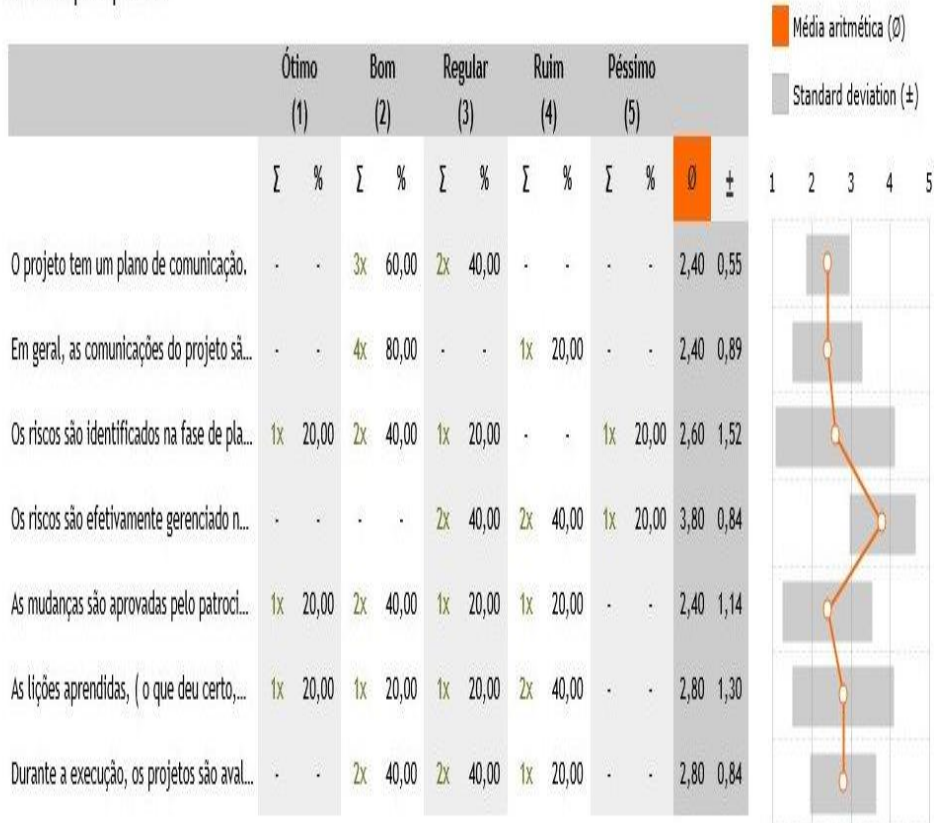 Média aritmética (Ø)
Standard deviation (±)
Ótimo Bom Regular Ruim Péssimo
(1) (2) (3) (4) (5)
Σ % Σ % Σ % Σ % Σ % Ø ±
1 2 3 4 5
O projeto tem um plano de comunicação. - - 3x 60,00 2x 40,00 - - - - 2,40 0,55
Em geral, as comunicações do projeto sã... - - 4x 80,00 - - 1x 20,00 - - 2,40 0,89
Os riscos são identificados na fase de pla... 1x 20,00 2x 40,00 1x 20,00 - - 1x 20,00 2,60 1,52
Os riscos são efetivamente gerenciado n... - - - - 2x 40,00 2x 40,00 1x 20,00 3,80 0,84
As mudanças são aprovadas pelo patroci... 1x 20,00 2x 40,00 1x 20,00 1x 20,00 - - 2,40 1,14
As lições aprendidas, ( o que deu certo,... 1x 20,00 1x 20,00 1x 20,00 2x 40,00 - - 2,80 1,30
Durante a execução, os projetos são aval... - - 2x 40,00 2x 40,00 1x 20,00 - - 2,80 0,84